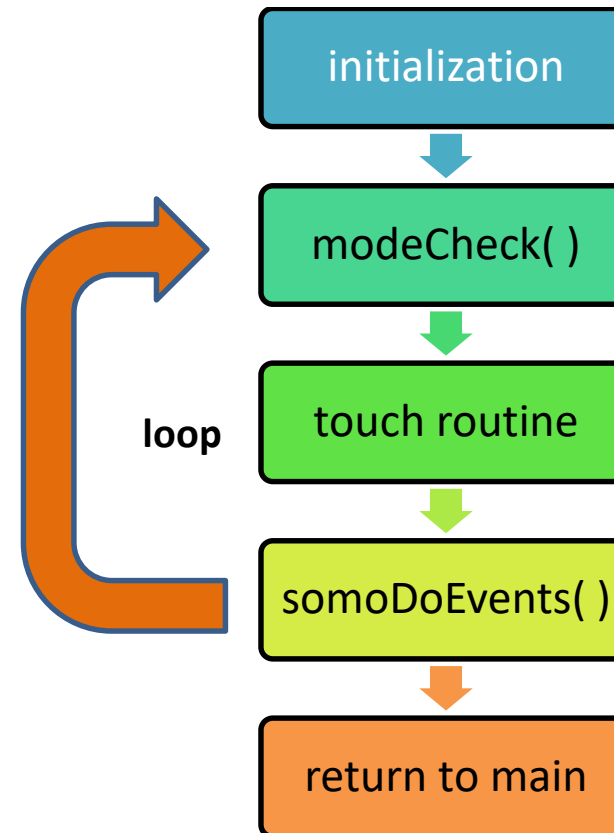 initialization
modeCheck( )
touch routine
loop
somoDoEvents( )
return to main